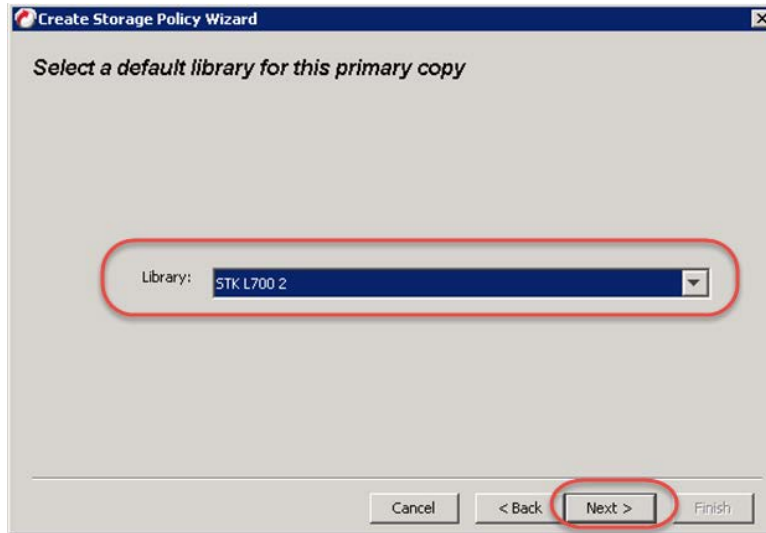 Create Storage Policy Wizard
Select a default library for this primary copy
Library: STK L700 2
Cancel < Back Next > Finish